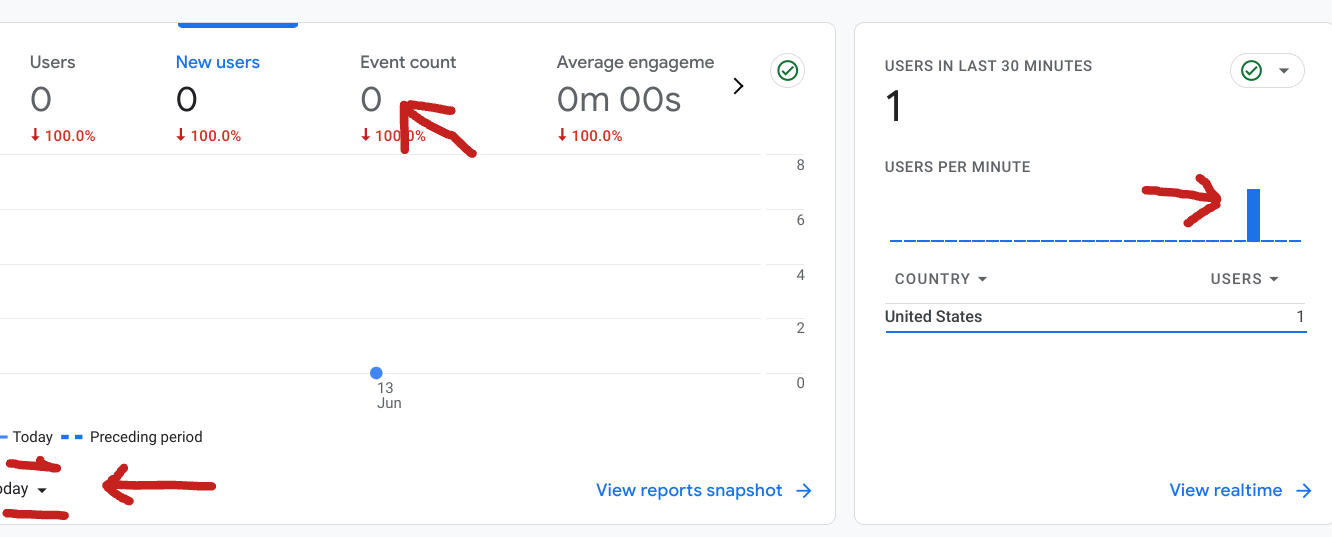 Users
0
100.0%
New users
0
100.0%
Event count
0
100.0%
Average engageme
0m 00s
100.0%
8
6
4
2
0
13
Jun
Today
Preceding period
oday
View reports snapshot
USERS IN LAST 30 MINUTES
1
USERS PER MINUTE
COUNTRY
USERS
United States
1
View realtime